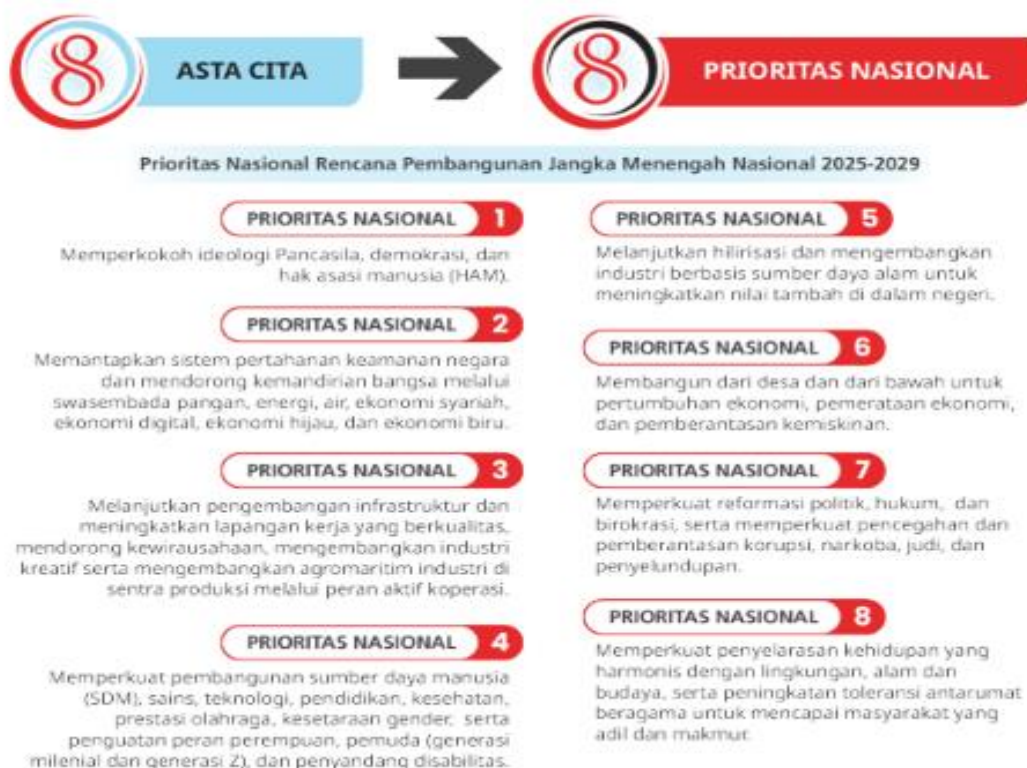 8 ASTA CITA
8 PRIORITAS NASIONAL
Prioritas Nasional Rencana Pembangunan Jangka Menengah Nasional 2025-2029
PRIORITAS NASIONAL 1
Memperkokoh ideologi Pancasila, demokrasi, dan
hak asasi manusia (HAM).
PRIORITAS NASIONAL 2
Memantapkan sistem pertahanan keamanan negara
dan mendorong kemandirian bangsa melalui
swasembada pangan, energi, air, ekonomi syariah,
ekonomi digital, ekonomi hijau, dan ekonomi biru.
PRIORITAS NASIONAL 3
Melanjutkan pengembangan infrastruktur dan
meningkatkan lapangan kerja yang berkualitas,
mendorong kewirausahaan, mengembangkan industri
kreatif serta mengembangkan agromaritim industri di
sentra produksi melalui peran aktif koperasi.
PRIORITAS NASIONAL 4
Memperkuat pembangunan sumber daya manusia
(SDM), sains, teknologi, pendidikan, kesehatan,
prestasi olahraga, kesetaraan gender, serta
penguatan peran perempuan, pemuda (generasi
milenial dan generasi Z), dan penyandang disabilitas.
PRIORITAS NASIONAL 5
Melanjutkan hilirisasi dan mengembangkan
industri berbasis sumber daya alam untuk
meningkatkan nilai tambah di dalam negeri.
PRIORITAS NASIONAL 6
Membangun dari desa dan dari bawah untuk
pertumbuhan ekonomi, pemerataan ekonomi,
dan pemberantasan kemiskinan.
PRIORITAS NASIONAL 7
Memperkuat reformasi politik, hukum, dan
birokrasi, serta memperkuat pencegahan dan
pemberantasan korupsi, narkoba, judi, dan
penyelundupan.
PRIORITAS NASIONAL 8
Memperkuat penyelarasan kehidupan yang
harmonis dengan lingkungan, alam dan
budaya, serta peningkatan toleransi antarumat
beragama untuk mencapai masyarakat yang
adil dan makmur.